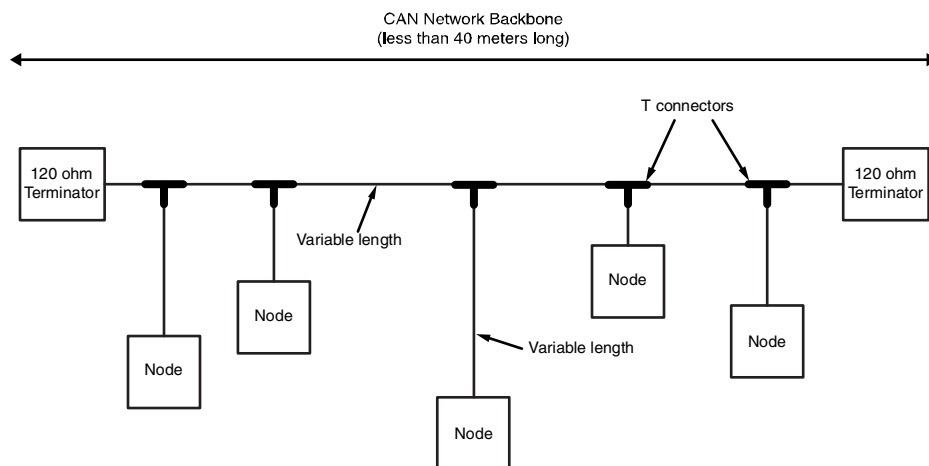 CAN Network Backbone
(less than 40 meters long)
T connectors
120 ohm
Terminator
120 ohm
Terminator
Variable length
Node
Node
Variable length
Node
Node
Node